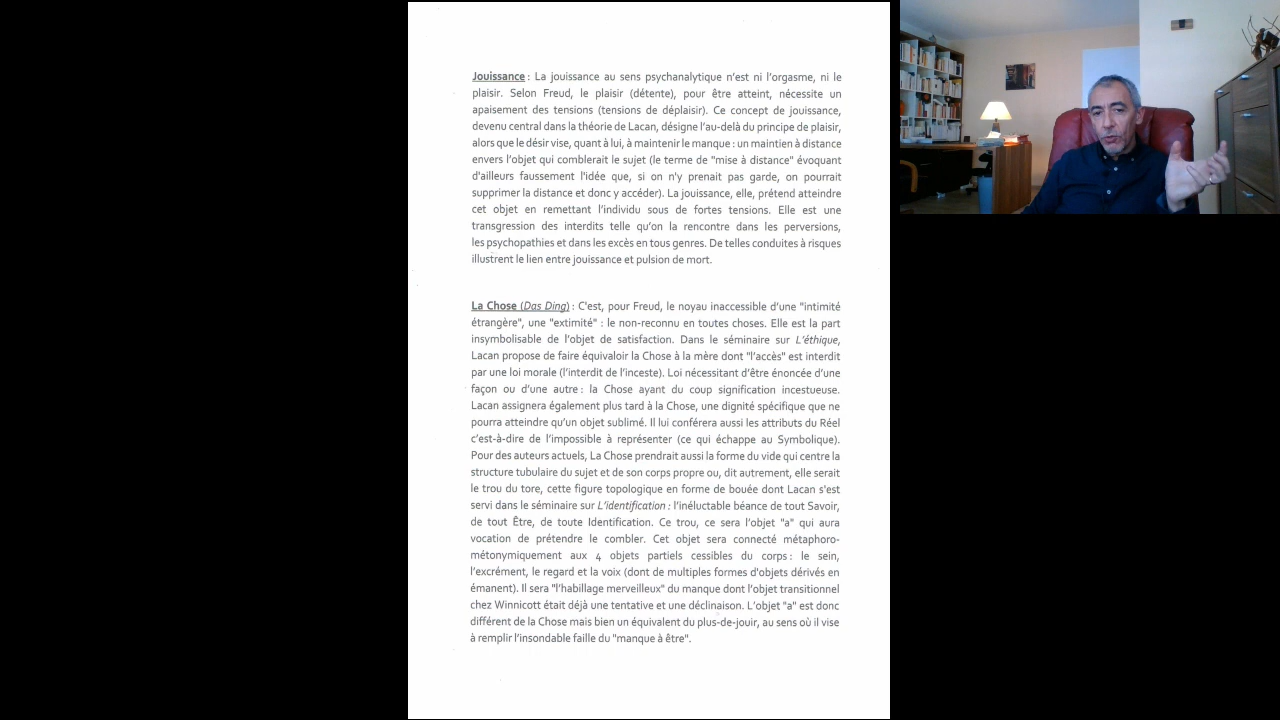 Jouissance : La jouissance au sens psychanalytique n'est ni l'orgasme, ni le
plaisir. Selon Freud, le plaisir (détente), pour être atteint, nécessite un
apaisement des tensions (tensions de déplaisir). Ce concept de jouissance,
devenu central dans la théorie de Lacan, désigne l'au-delà du principe de plaisir,
alors que le désir vise, quant à lui, à maintenir le manque : un maintien à distance
envers l'objet qui comblerait le sujet (le terme de "mise à distance" évoquant
d'ailleurs faussement l'idée que, si on n'y prenait pas garde, on pourrait
supprimer la distance et donc y accéder). La jouissance, elle, prétend atteindre
cet objet en remettant l'individu sous de fortes tensions. Elle est une
transgression des interdits telle qu'on la rencontre dans les perversions,
les psychopathies et dans les excès en tous genres. De telles conduites à risques
illustrent le lien entre jouissance et pulsion de mort.
La Chose (Das Ding) : C'est, pour Freud, le noyau inaccessible d'une "intimité
étrangère", une "extimité" : le non-reconnu en toutes choses. Elle est la part
insymbolisable de l'objet de satisfaction. Dans le séminaire sur L'éthique,
Lacan propose de faire équivaloir la Chose à la mère dont "l'accès" est interdit
par une loi morale (l'interdit de l'inceste). Loi nécessitant d'être énoncée d'une
façon ou d'une autre : la Chose ayant du coup signification incestueuse.
Lacan assignera également plus tard à la Chose, une dignité spécifique que ne
pourra atteindre qu'un objet sublimé. Il lui conférera aussi les attributs du Réel
c'est-à-dire de l'impossible à représenter (ce qui échappe au Symbolique).
Pour des auteurs actuels, La Chose prendrait aussi la forme du vide qui centre la
structure tubulaire du sujet et de son corps propre ou, dit autrement, elle serait
le trou du tore, cette figure topologique en forme de bouée dont Lacan s'est
servi dans le séminaire sur L'identification : l'inéluctable béance de tout Savoir,
de tout Être, de toute Identification. Ce trou, ce sera l'objet "a" qui aura
vocation de prétendre le combler. Cet objet sera connecté métaphoro-
métonymiquement aux 4 objets partiels cessibles du corps : le sein,
l'excrément, le regard et la voix (dont de multiples formes d'objets dérivés en
émanent). Il sera "l'habillage merveilleux" du manque dont l'objet transitionnel
chez Winnicott était déjà une tentative et une déclinaison. L'objet "a" est donc
différent de la Chose mais bien un équivalent du plus-de-jouir, au sens où il vise
à remplir l'insondable faille du "manque à être".